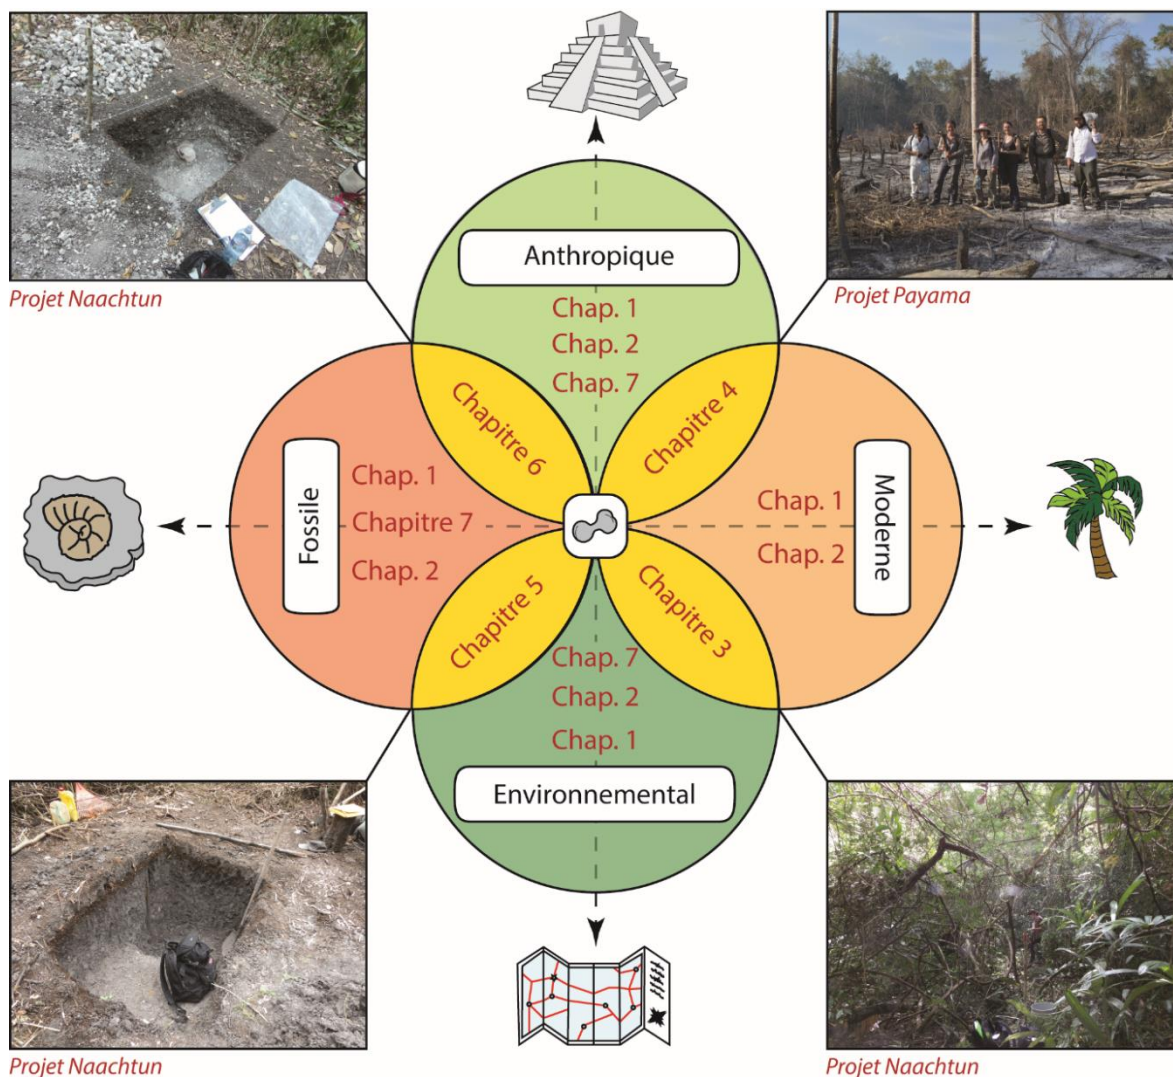 Projet Naachtun
Projet Payama
Anthropique
Chap. 1
Chap. 2
Chap. 7
Chapitre 6
Chapitre 4
Fossile
Chap. 1
Chapitre 7
Chap. 2
Moderne
Chap. 1
Chap. 2
Chapitre 5
Chapitre 3
Chap. 7
Chap. 2
Chap. 1
Environnemental
Projet Naachtun
Projet Naachtun